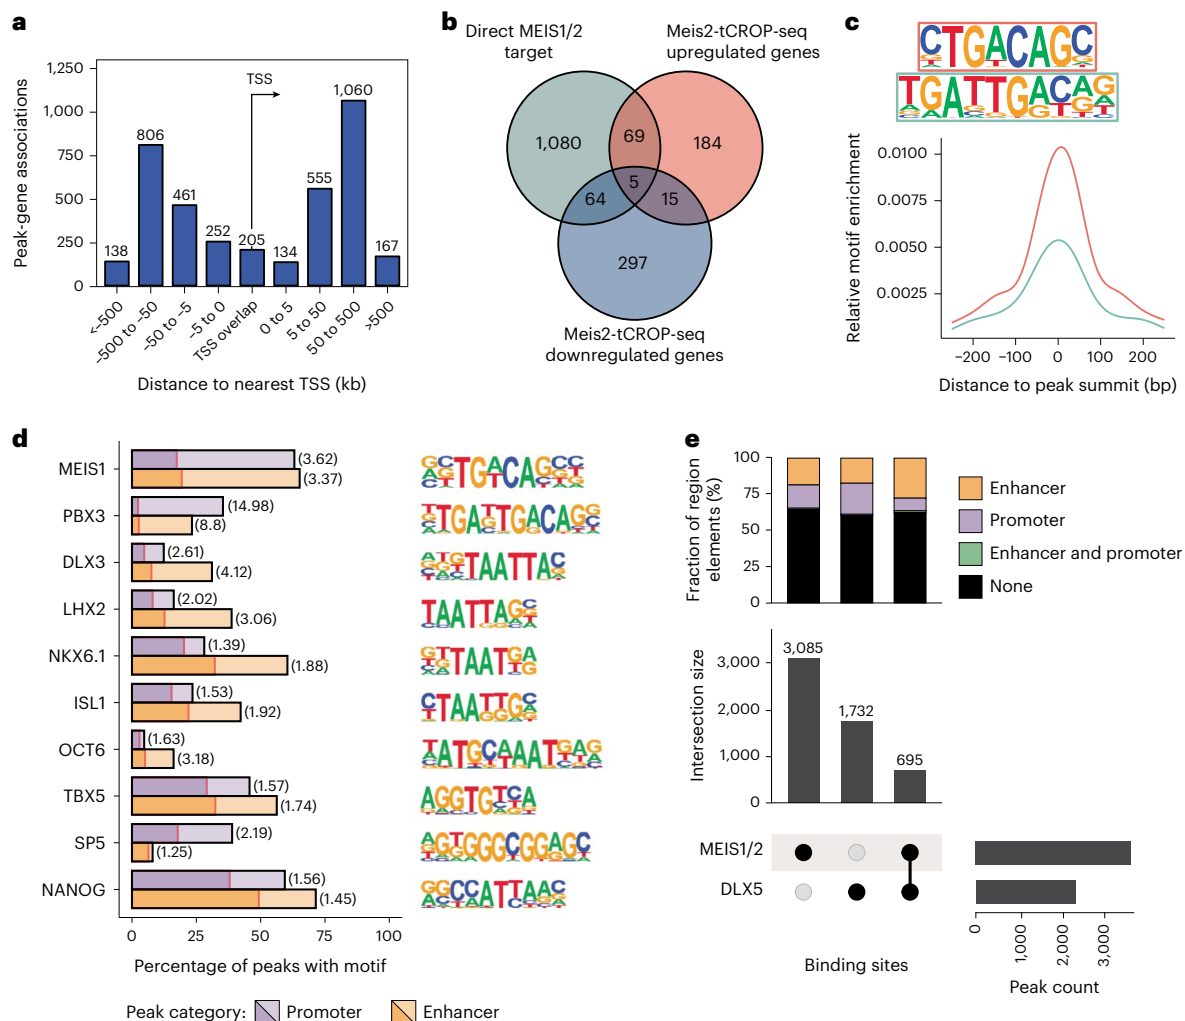 a
Peak-gene associations
1,250
1,000
750
500
250
0
TSS
138
806
461
252
205
134
555
1,060
167
<–500
–500 to –50
–50 to –5
–5 to 0
TSS overlap
0 to 5
5 to 50
50 to 500
>500
Distance to nearest TSS (kb)
b
Direct MEIS1/2
target
Meis2-tCROP-seq
upregulated genes
1,080
69
184
5
64
15
297
Meis2-tCROP-seq
downregulated genes
c
CTGACAGC
TGATTGACAG
Relative motif enrichment
0.0100
0.0075
0.0050
0.0025
–200
–100
0
100
200
Distance to peak summit (bp)
d
MEIS1
(3.62)
(3.37)
PBX3
(14.98)
(8.8)
DLX3
(2.61)
(4.12)
LHX2
(2.02)
(3.06)
NKX6.1
(1.39)
(1.88)
ISL1
(1.53)
(1.92)
OCT6
(1.63)
(3.18)
TBX5
(1.57)
(1.74)
SP5
(2.19)
(1.25)
NANOG
(1.56)
(1.45)
0
25
50
75
100
Percentage of peaks with motif
Peak category:
Promoter
Enhancer
e
Fraction of region
elements (%)
100
75
50
25
0
Enhancer
Promoter
Enhancer and promoter
None
Intersection size
3,000
2,000
1,000
0
3,085
1,732
695
MEIS1/2
DLX5
Binding sites
0
1,000
2,000
3,000
Peak count